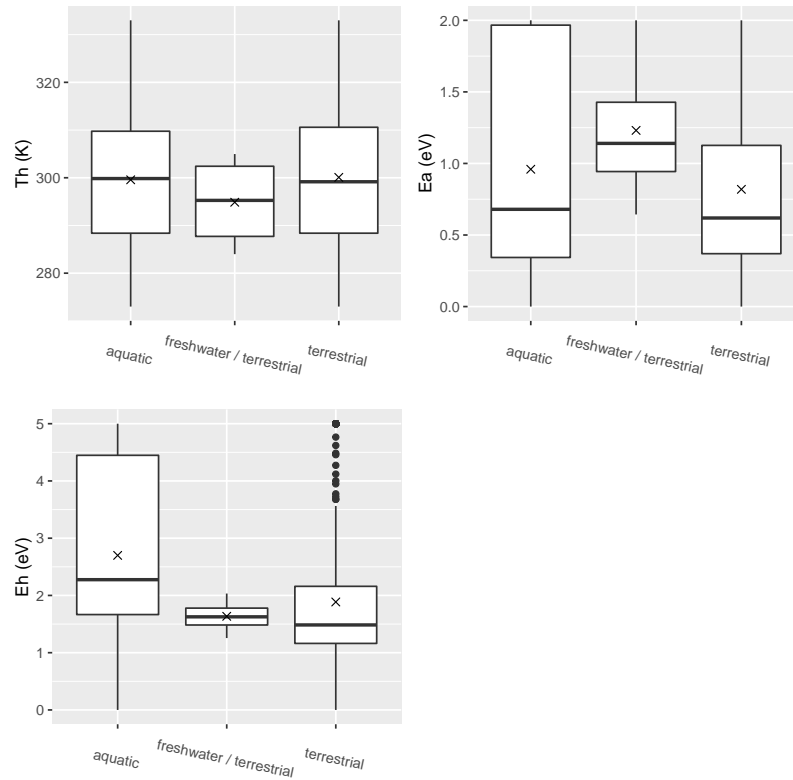 Th (K)
320
300
280
aquatic
freshwater / terrestrial
terrestrial
Ea (eV)
2.0
1.5
1.0
0.5
0.0
aquatic
freshwater / terrestrial
terrestrial
Eh (eV)
5
4
3
2
1
0
aquatic
freshwater / terrestrial
terrestrial